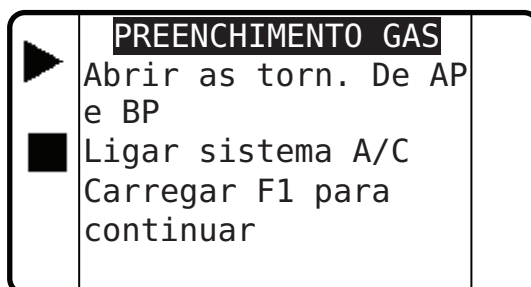 PREENCHIMENTO GAS
Abrir as torn. De AP
e BP
Ligar sistema A/C
Carregar F1 para
continuar